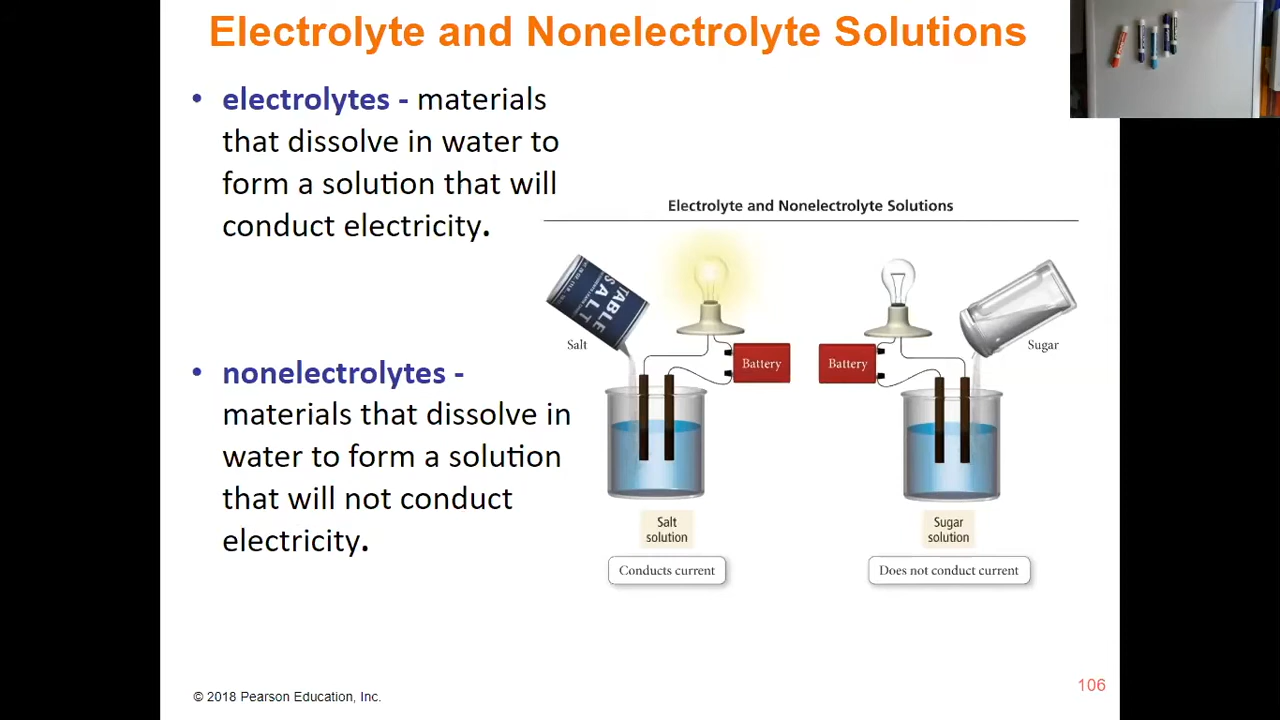 Electrolyte and Nonelectrolyte Solutions
• electrolytes - materials
that dissolve in water to
form a solution that will
conduct electricity.
• nonelectrolytes -
materials that dissolve in
water to form a solution
that will not conduct
electricity.
Electrolyte and Nonelectrolyte Solutions
TABLE
SALT
Salt
Battery
Battery
Sugar
Salt
solution
Sugar
solution
Conducts current
Does not conduct current
© 2018 Pearson Education, Inc.
106